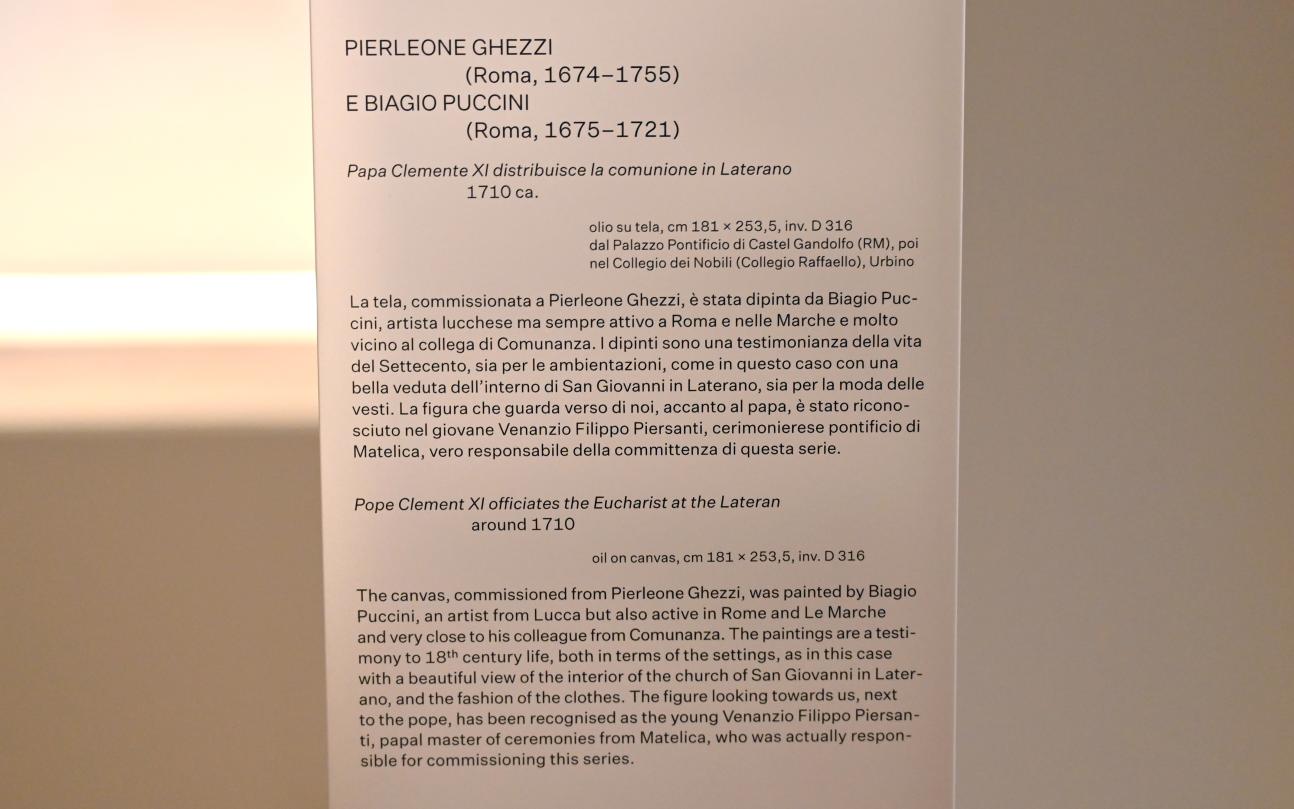 PIERLEONE GHEZZI
(Roma, 1674–1755)
E BIAGIO PUCCINI
(Roma, 1675–1721)
Papa Clemente XI distribuisce la comunione in Laterano
1710 ca.
olio su tela, cm 181 × 253,5, inv. D 316
dal Palazzo Pontificio di Castel Gandolfo (RM), poi
nel Collegio dei Nobili (Collegio Raffaello), Urbino
La tela, commissionata a Pierleone Ghezzi, è stata dipinta da Biagio Puc-
cini, artista lucchese ma sempre attivo a Roma e nelle Marche e molto
vicino al collega di Comunanza. I dipinti sono una testimonianza della vita
del Settecento, sia per le ambientazioni, come in questo caso con una
bella veduta dell’interno di San Giovanni in Laterano, sia per la moda delle
vesti. La figura che guarda verso di noi, accanto al papa, è stato ricono-
sciuto nel giovane Venanzio Filippo Piersanti, cerimonierese pontificio di
Matelica, vero responsabile della committenza di questa serie.
Pope Clement XI officiates the Eucharist at the Lateran
around 1710
oil on canvas, cm 181 × 253,5, inv. D 316
The canvas, commissioned from Pierleone Ghezzi, was painted by Biagio
Puccini, an artist from Lucca but also active in Rome and Le Marche
and very close to his colleague from Comunanza. The paintings are a testi-
mony to 18th century life, both in terms of the settings, as in this case
with a beautiful view of the interior of the church of San Giovanni in Later-
ano, and the fashion of the clothes. The figure looking towards us, next
to the pope, has been recognised as the young Venanzio Filippo Piersan-
ti, papal master of ceremonies from Matelica, who was actually respon-
sible for commissioning this series.